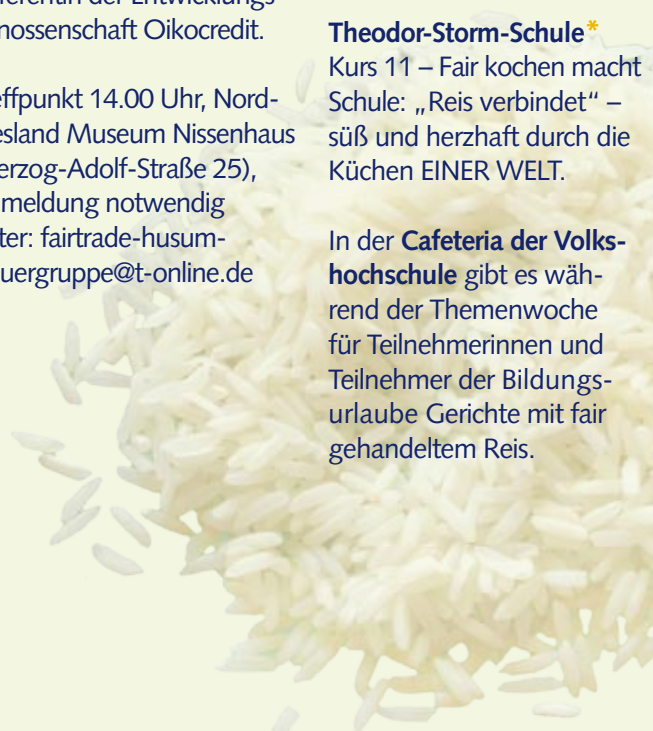 ferentin der Entwicklungs-
nossenschaft Oikocredit.
effpunkt 14.00 Uhr, Nord-
esland Museum Nissenhaus
erzog-Adolf-Straße 25),
meldung notwendig
ter: fairtrade-husum-
uergruppe@t-online.de
Theodor-Storm-Schule*
Kurs 11 – Fair kochen macht
Schule: „Reis verbindet“ –
süß und herzhaft durch die
Küchen EINER WELT.
In der Cafeteria der Volks-
hochschule gibt es wäh-
rend der Themenwoche
für Teilnehmerinnen und
Teilnehmer der Bildungs-
urlaube Gerichte mit fair
gehandeltem Reis.